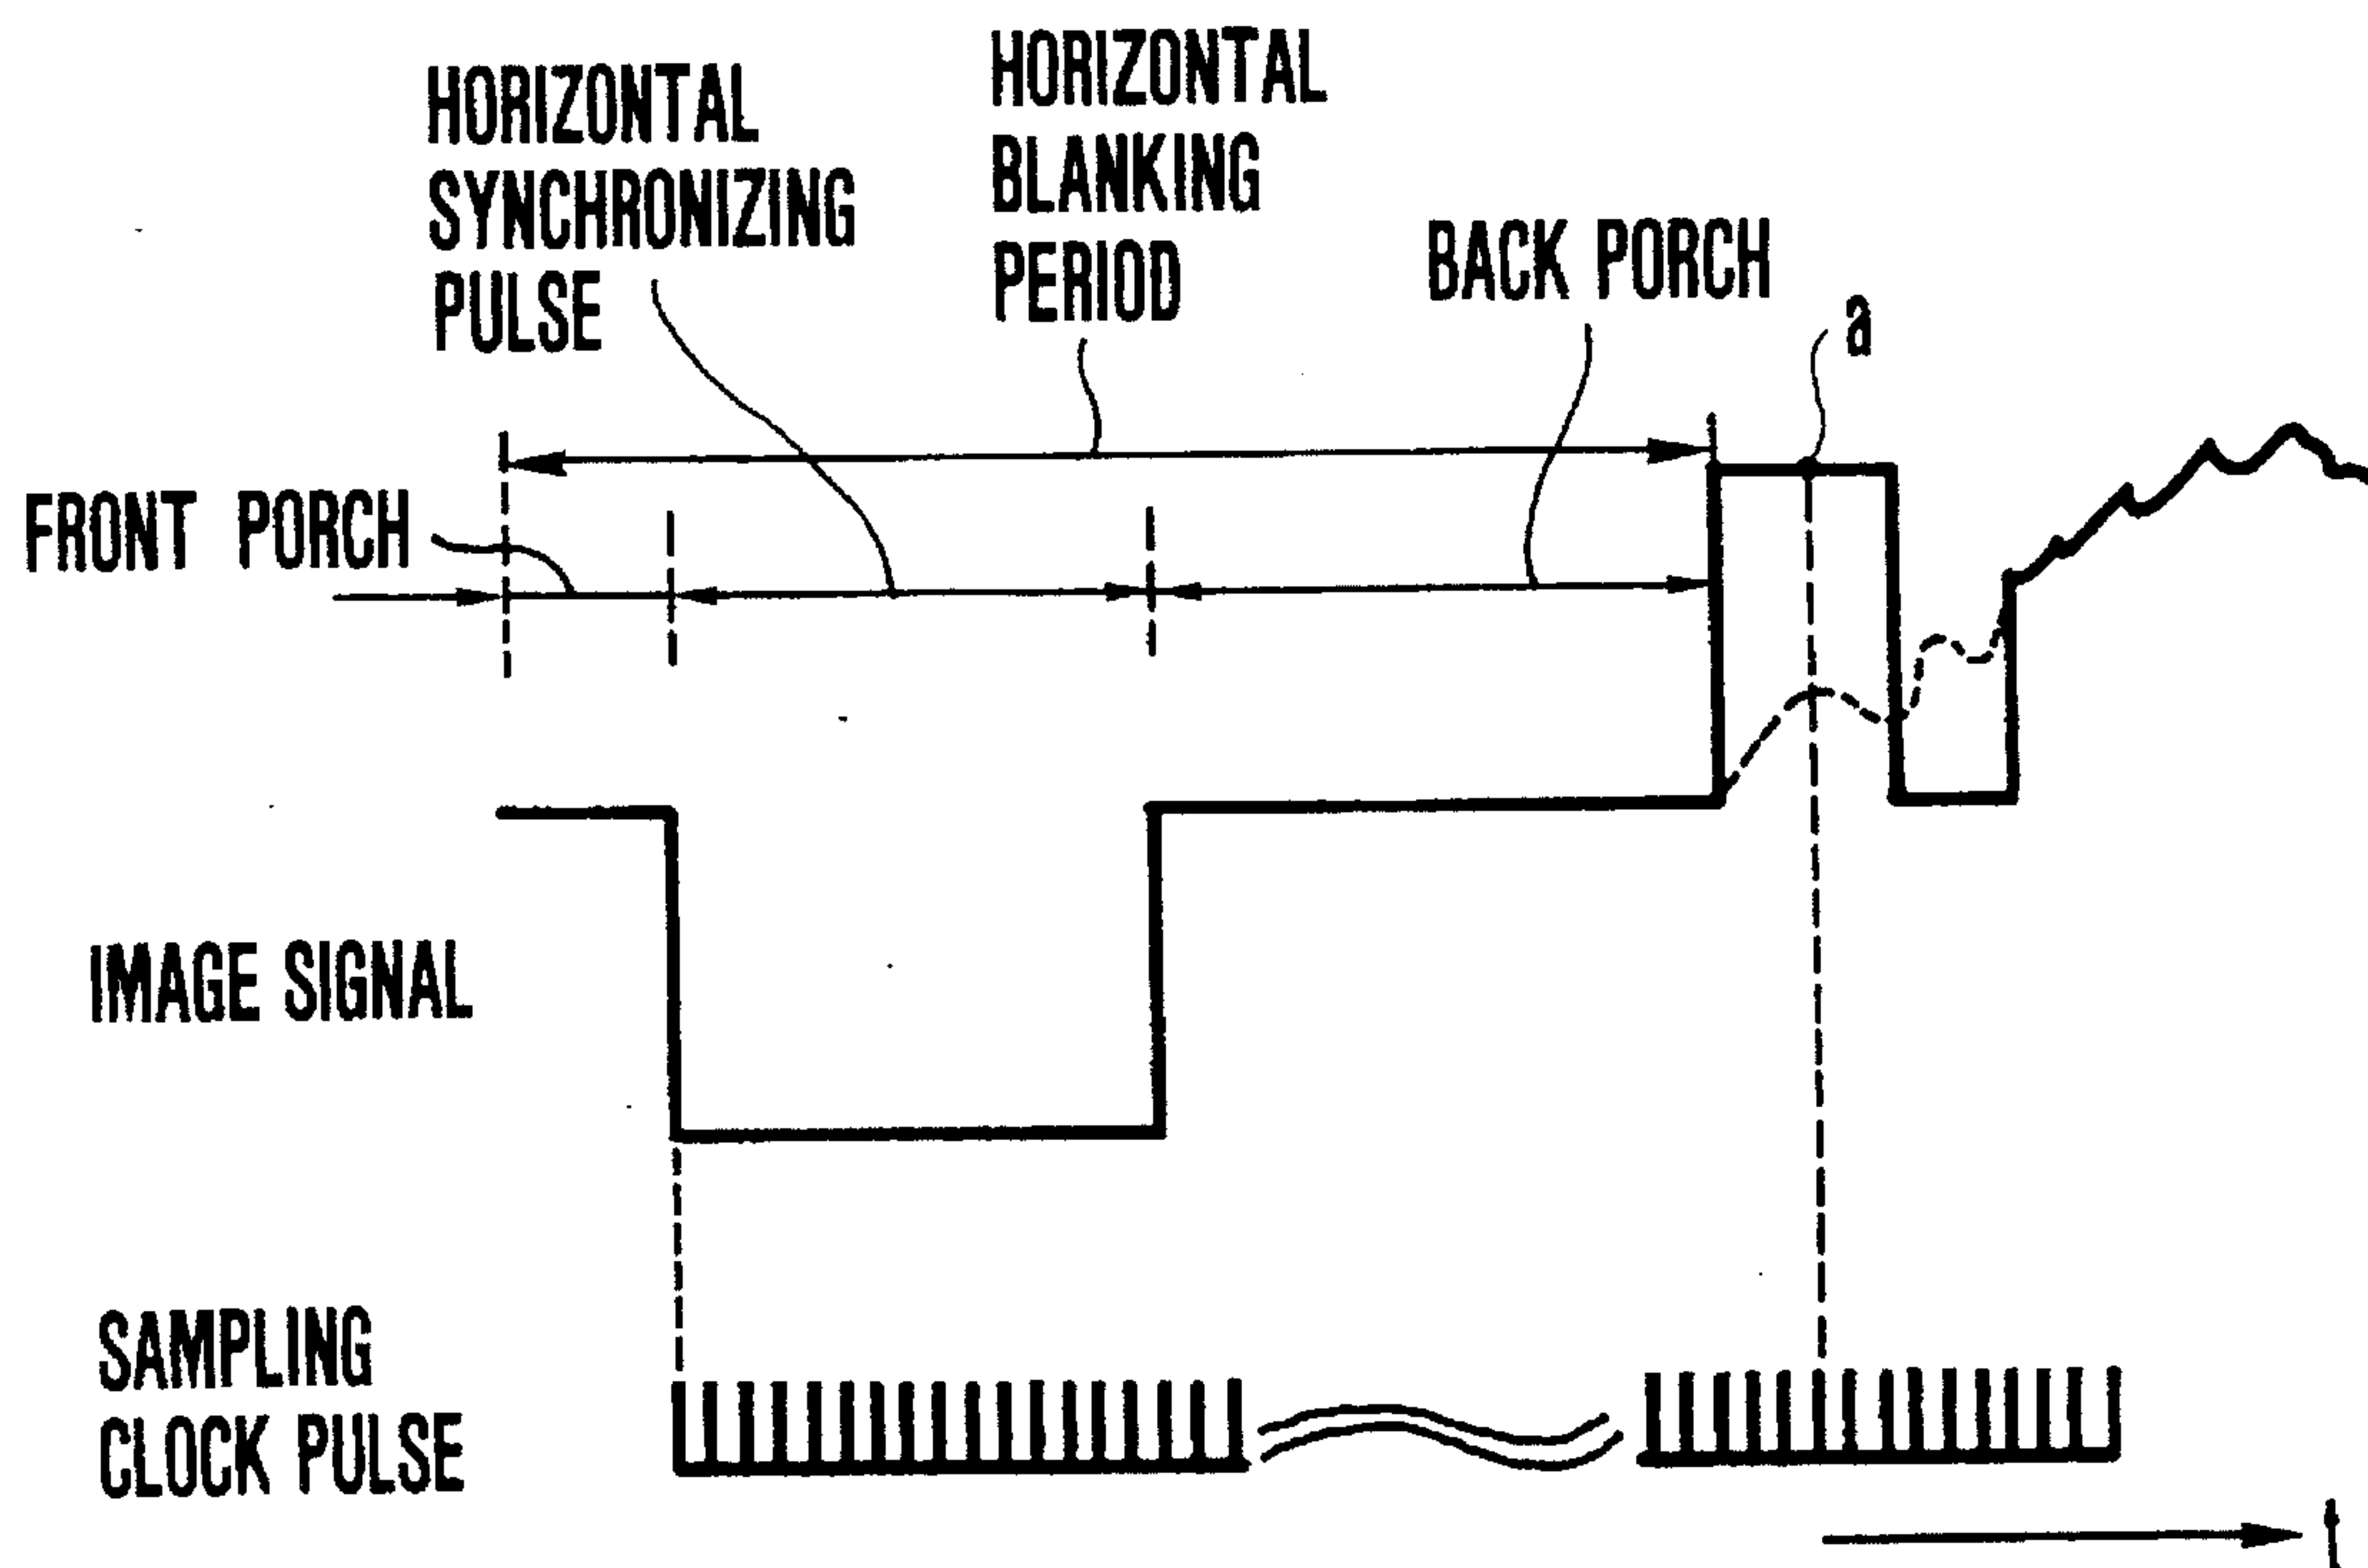 HORIZONTAL
SYNCHRONIZING
PULSE
HORIZONTAL
BLANKING
PERIOD
BACK PORCH
a
FRONT PORCH
IMAGE SIGNAL
SAMPLING
CLOCK PULSE
t